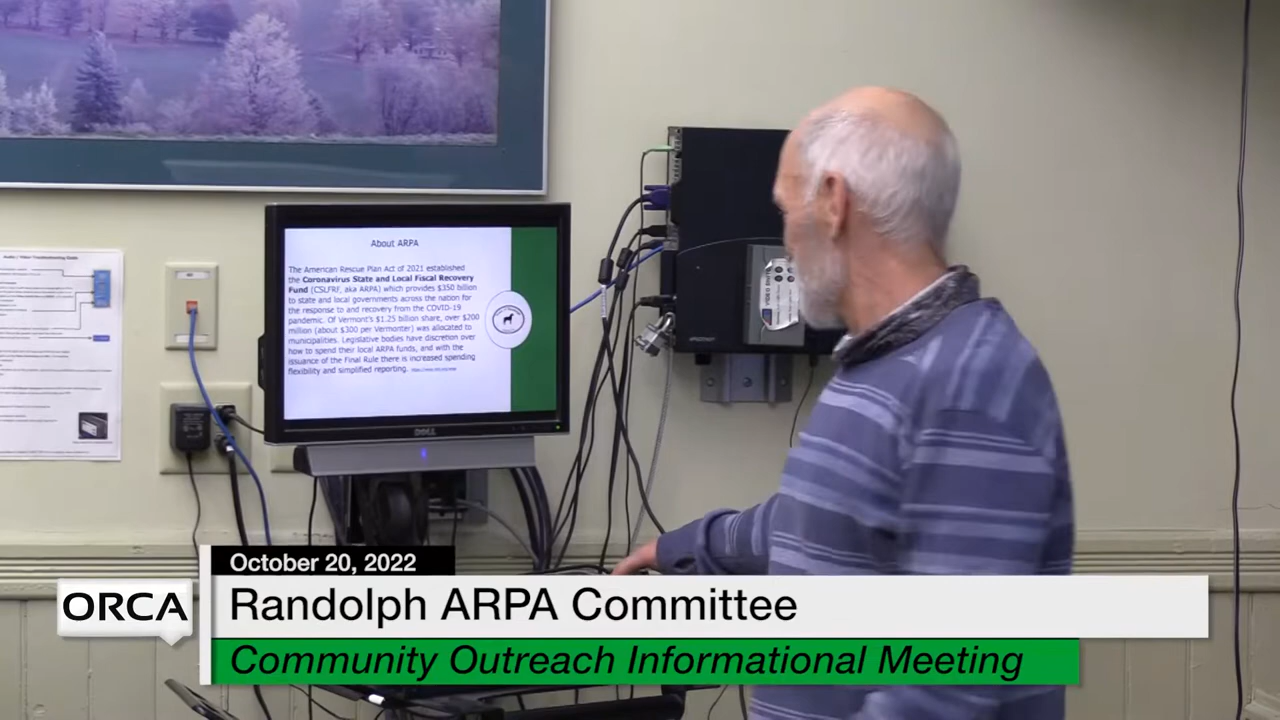 About ARPA
The American Rescue Plan Act of 2021 established
the Coronavirus State and Local Fiscal Recovery
Fund (CSLFRF, aka ARPA) which provides $350 billion
to state and local governments across the nation for
the response to and recovery from the COVID-19
pandemic. Of Vermont's $1.25 billion share, over $200
million (about $300 per Vermonter) was allocated to
municipalities. Legislative bodies have discretion over
how to spend their local ARPA funds, and with the
issuance of the Final Rule there is increased spending
flexibility and simplified reporting.
DELL
October 20, 2022
ORCA
Randolph ARPA Committee
Community Outreach Informational Meeting